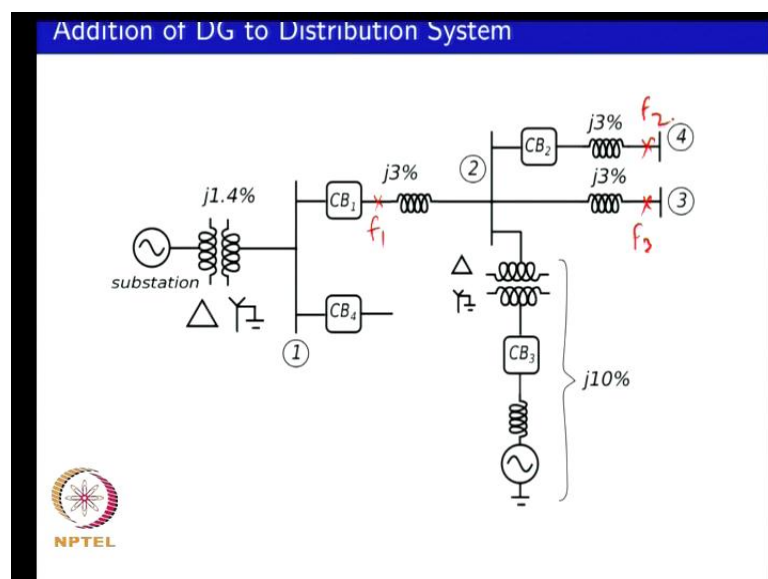 Addition of DG to Distribution System
f2.
j3%
CB2
4
2
j3%
j3%
j1.4%
CB1
3
f1
f3
substation
CB4
1
CB3
j10%
NPTEL